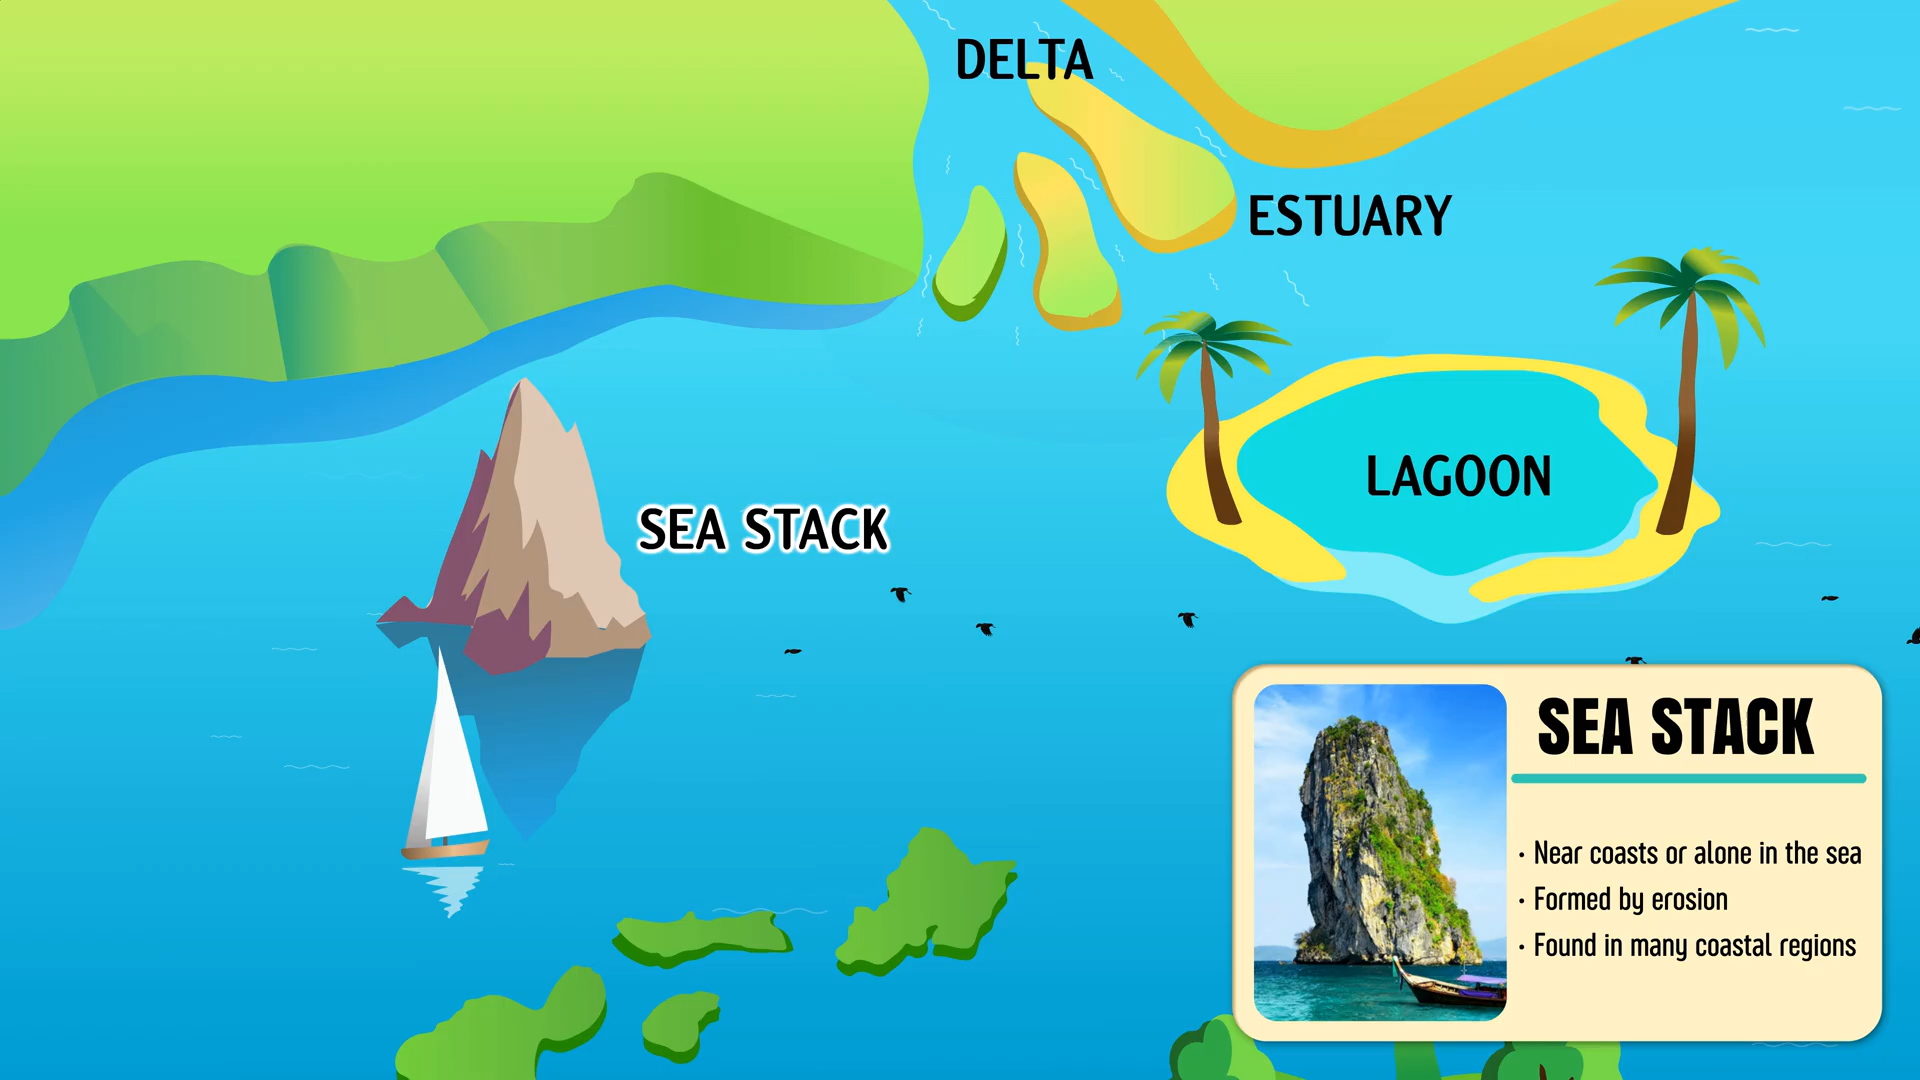 DELTA
ESTUARY
LAGOON
SEA STACK
SEA STACK
• Near coasts or alone in the sea
• Formed by erosion
• Found in many coastal regions